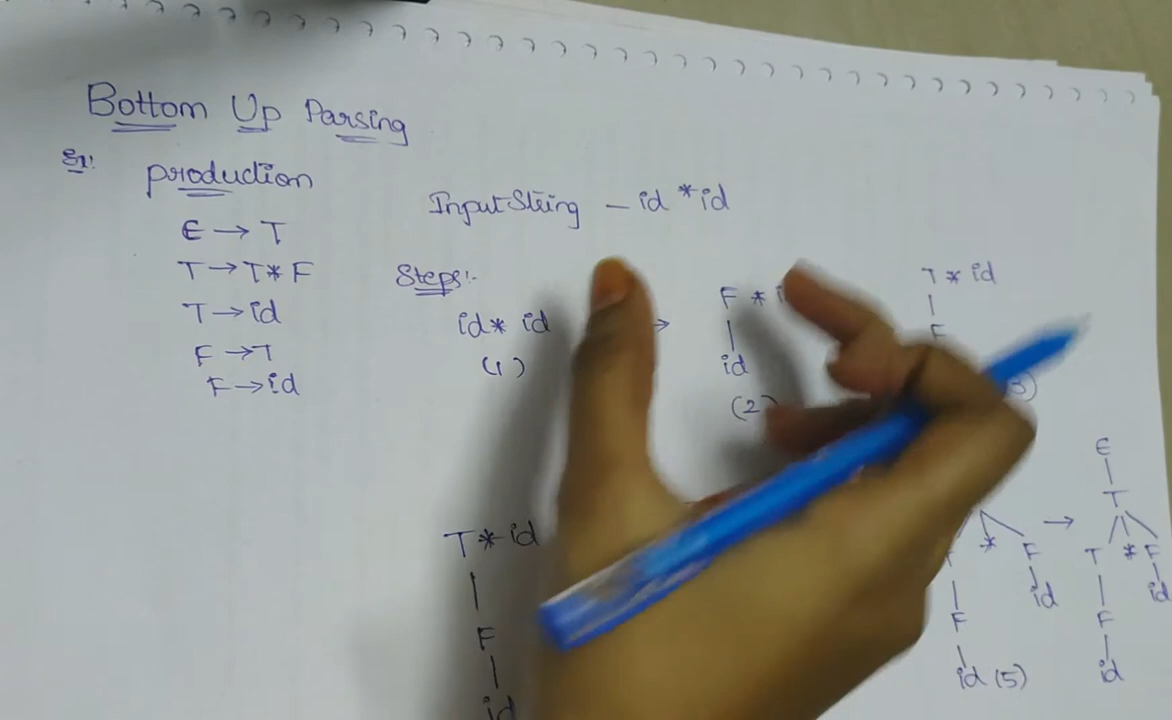 Bottom Up Parsing
Ex:
production
E → T
T → T * F
T → id
F → T
F → id
Input String - id * id
Steps:-
id * id
(1)
→
F *
id
(2)
T * id
F
3)
T * id
F
id
* F
id
F
id (5)
→
E
T
T * F
F id
id